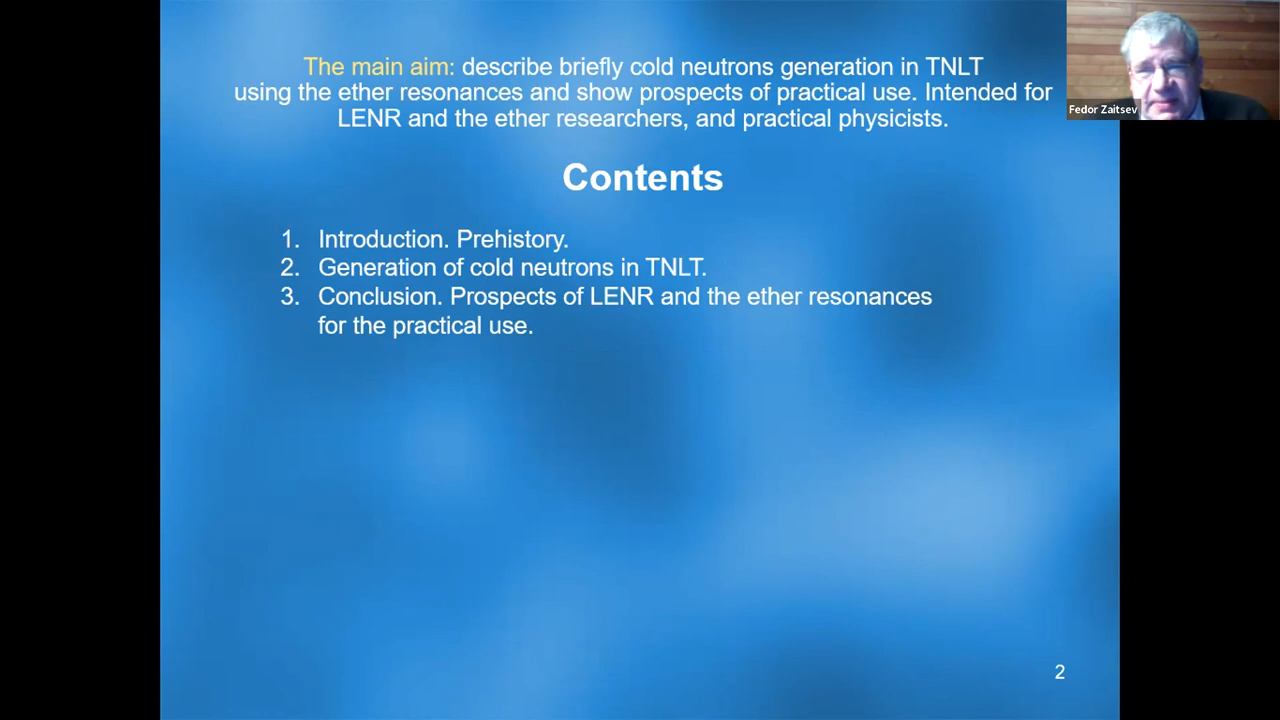 The main aim: describe briefly cold neutrons generation in TNLT
using the ether resonances and show prospects of practical use. Intended for
LENR and the ether researchers, and practical physicists.
Fedor Zaitsev
Contents
1. Introduction. Prehistory.
2. Generation of cold neutrons in TNLT.
3. Conclusion. Prospects of LENR and the ether resonances
for the practical use.
2